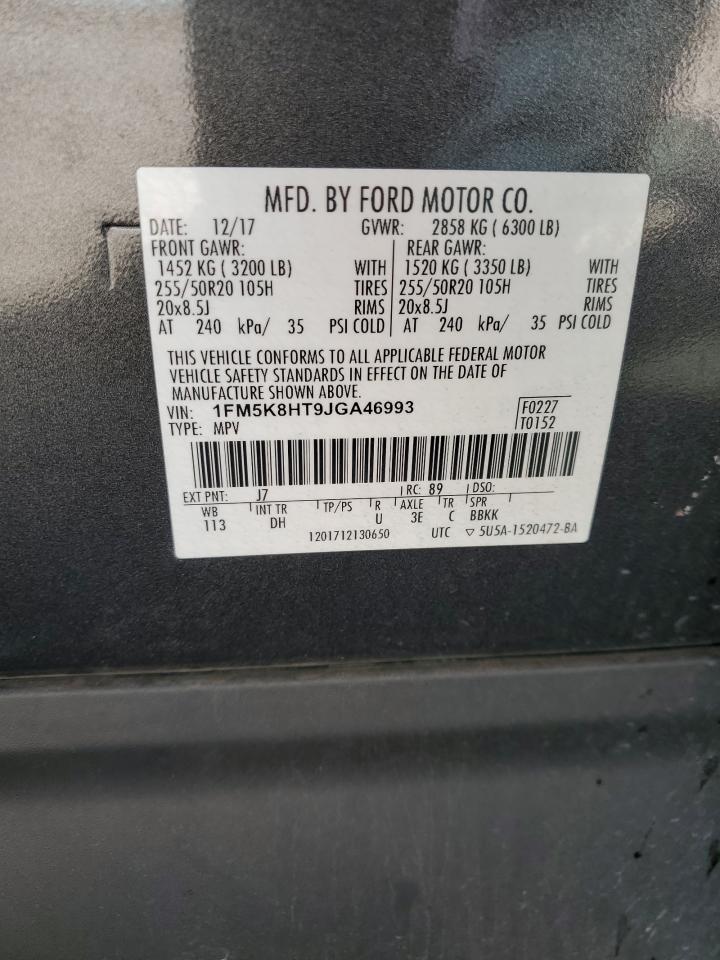 MFD. BY FORD MOTOR CO.
DATE: 12/17 GVWR: 2858 KG ( 6300 LB)
FRONT GAWR: REAR GAWR:
1452 KG ( 3200 LB) WITH 1520 KG ( 3350 LB) WITH
255/50R20 105H TIRES 255/50R20 105H TIRES
20x8.5J RIMS 20x8.5J RIMS
AT 240 kPa/ 35 PSI COLD AT 240 kPa/ 35 PSI COLD
THIS VEHICLE CONFORMS TO ALL APPLICABLE FEDERAL MOTOR
VEHICLE SAFETY STANDARDS IN EFFECT ON THE DATE OF
MANUFACTURE SHOWN ABOVE.
VIN: 1FM5K8HT9JGA46993 F0227
TYPE: MPV T0152
EXT PNT: J7 RC: 89 DSO:
WB INT TR TP/PS R AXLE TR SPR
113 DH U 3E C BBKK
1201712130650 UTC ▽ 5U5A-1520472-BA